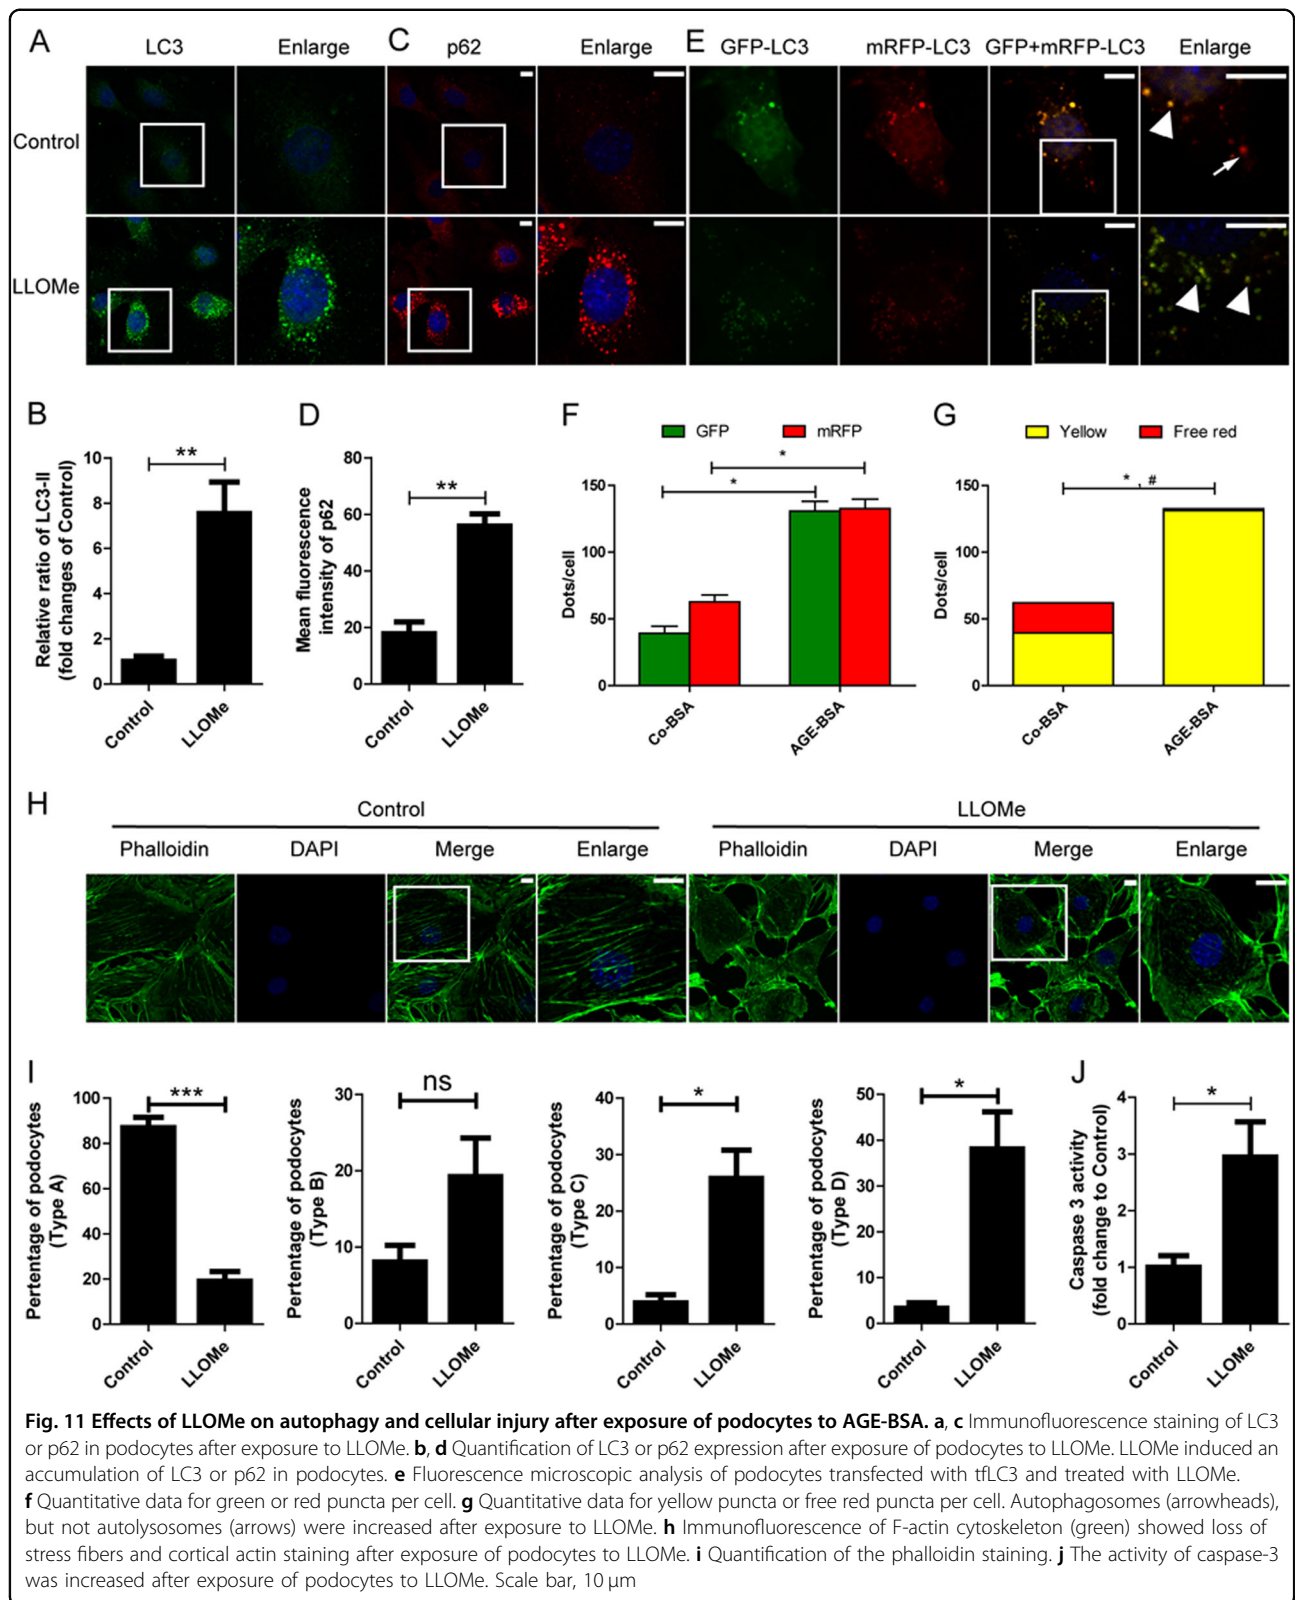 A LC3 Enlarge C p62 Enlarge E GFP-LC3 mRFP-LC3 GFP+mRFP-LC3 Enlarge
Control
LLOMe
B
Relative ratio of LC3-II
(fold changes of Control)
10
8
6
4
2
0
**
Control
LLOMe
D
Mean fluorescence
intensity of p62
80
60
40
20
0
**
Control
LLOMe
F
GFP mRFP
Dots/cell
150
100
50
0
*
*
Co-BSA
AGE-BSA
G
Yellow Free red
Dots/cell
150
100
50
0
*, #
Co-BSA
AGE-BSA
H
Control LLOMe
Phalloidin DAPI Merge Enlarge Phalloidin DAPI Merge Enlarge
I
Pertentage of podocytes
(Type A)
100
80
60
40
20
0
***
Control
LLOMe
Pertentage of podocytes
(Type B)
30
20
10
0
ns
Control
LLOMe
Pertentage of podocytes
(Type C)
40
30
20
10
0
*
Control
LLOMe
Pertentage of podocytes
(Type D)
50
40
30
20
10
0
*
Control
LLOMe
J
Caspase 3 activity
(fold change to Control)
4
3
2
1
0
*
Control
LLOMe
Fig. 11 Effects of LLOMe on autophagy and cellular injury after exposure of podocytes to AGE-BSA. a, c Immunofluorescence staining of LC3
or p62 in podocytes after exposure to LLOMe. b, d Quantification of LC3 or p62 expression after exposure of podocytes to LLOMe. LLOMe induced an
accumulation of LC3 or p62 in podocytes. e Fluorescence microscopic analysis of podocytes transfected with tfLC3 and treated with LLOMe.
f Quantitative data for green or red puncta per cell. g Quantitative data for yellow puncta or free red puncta per cell. Autophagosomes (arrowheads),
but not autolysosomes (arrows) were increased after exposure to LLOMe. h Immunofluorescence of F-actin cytoskeleton (green) showed loss of
stress fibers and cortical actin staining after exposure of podocytes to LLOMe. i Quantification of the phalloidin staining. j The activity of caspase-3
was increased after exposure of podocytes to LLOMe. Scale bar, 10 μm